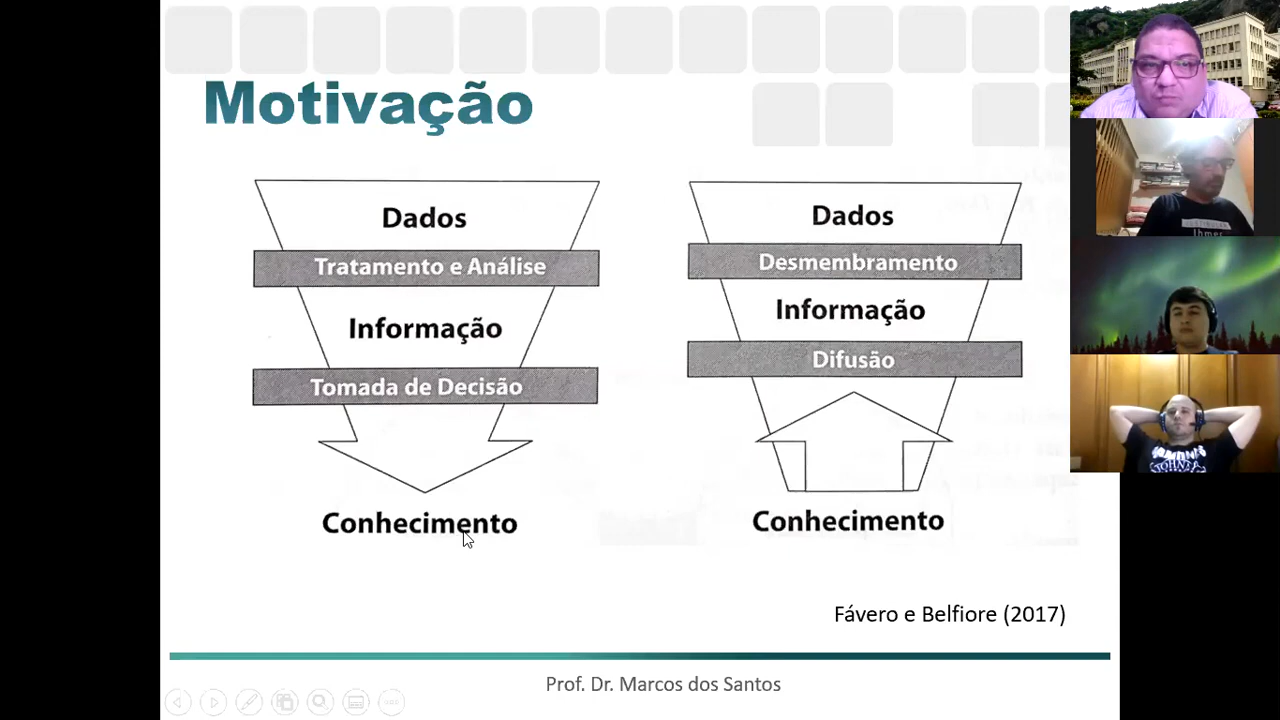 Motivação
Dados
Tratamento e Análise
Informação
Tomada de Decisão
Conhecimento
Dados
Desmembramento
Informação
Difusão
Conhecimento
Fávero e Belfiore (2017)
Prof. Dr. Marcos dos Santos